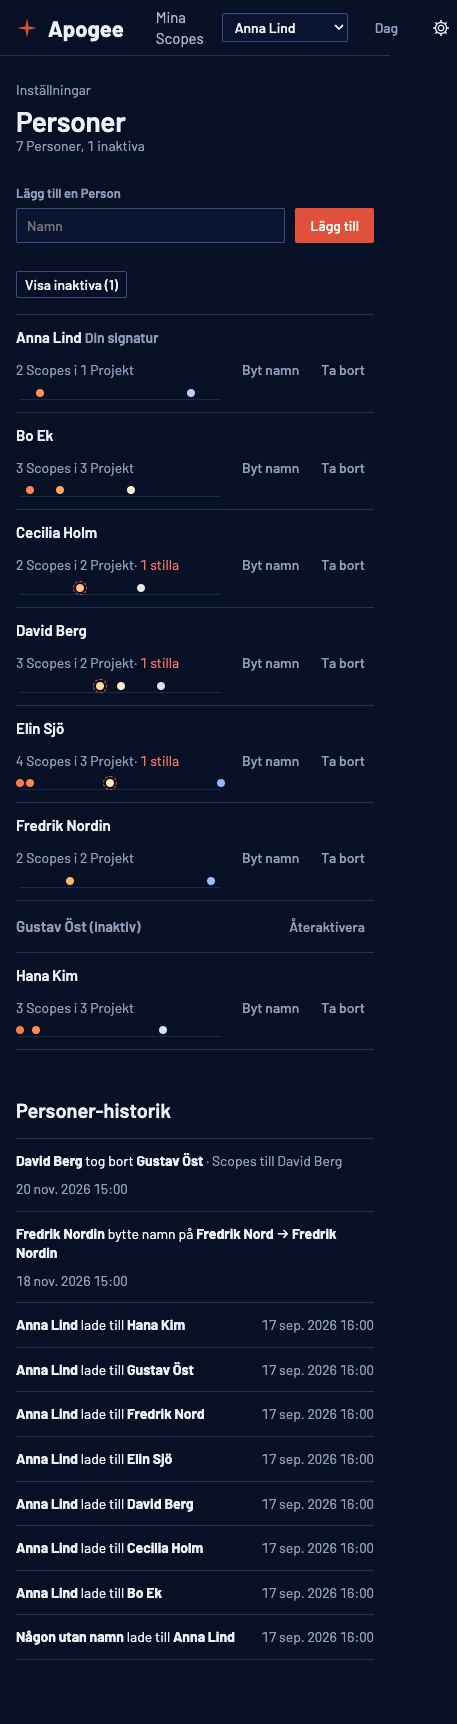 Apogee
Mina
Scopes
Anna Lind
Dag
Inställningar
Personer
7 Personer, 1 inaktiva
Lägg till en Person
Namn
Lägg till
Visa inaktiva (1)
Anna Lind Din signatur
2 Scopes i 1 Projekt
Byt namn
Ta bort
Bo Ek
3 Scopes i 3 Projekt
Byt namn
Ta bort
Cecilia Holm
2 Scopes i 2 Projekt· 1 stilla
Byt namn
Ta bort
David Berg
3 Scopes i 2 Projekt· 1 stilla
Byt namn
Ta bort
Elin Sjö
4 Scopes i 3 Projekt· 1 stilla
Byt namn
Ta bort
Fredrik Nordin
2 Scopes i 2 Projekt
Byt namn
Ta bort
Gustav Öst (inaktiv)
Återaktivera
Hana Kim
3 Scopes i 3 Projekt
Byt namn
Ta bort
Personer-historik
David Berg tog bort Gustav Öst · Scopes till David Berg
20 nov. 2026 15:00
Fredrik Nordin bytte namn på Fredrik Nord → Fredrik
Nordin
18 nov. 2026 15:00
Anna Lind lade till Hana Kim
17 sep. 2026 16:00
Anna Lind lade till Gustav Öst
17 sep. 2026 16:00
Anna Lind lade till Fredrik Nord
17 sep. 2026 16:00
Anna Lind lade till Elin Sjö
17 sep. 2026 16:00
Anna Lind lade till David Berg
17 sep. 2026 16:00
Anna Lind lade till Cecilia Holm
17 sep. 2026 16:00
Anna Lind lade till Bo Ek
17 sep. 2026 16:00
Någon utan namn lade till Anna Lind
17 sep. 2026 16:00